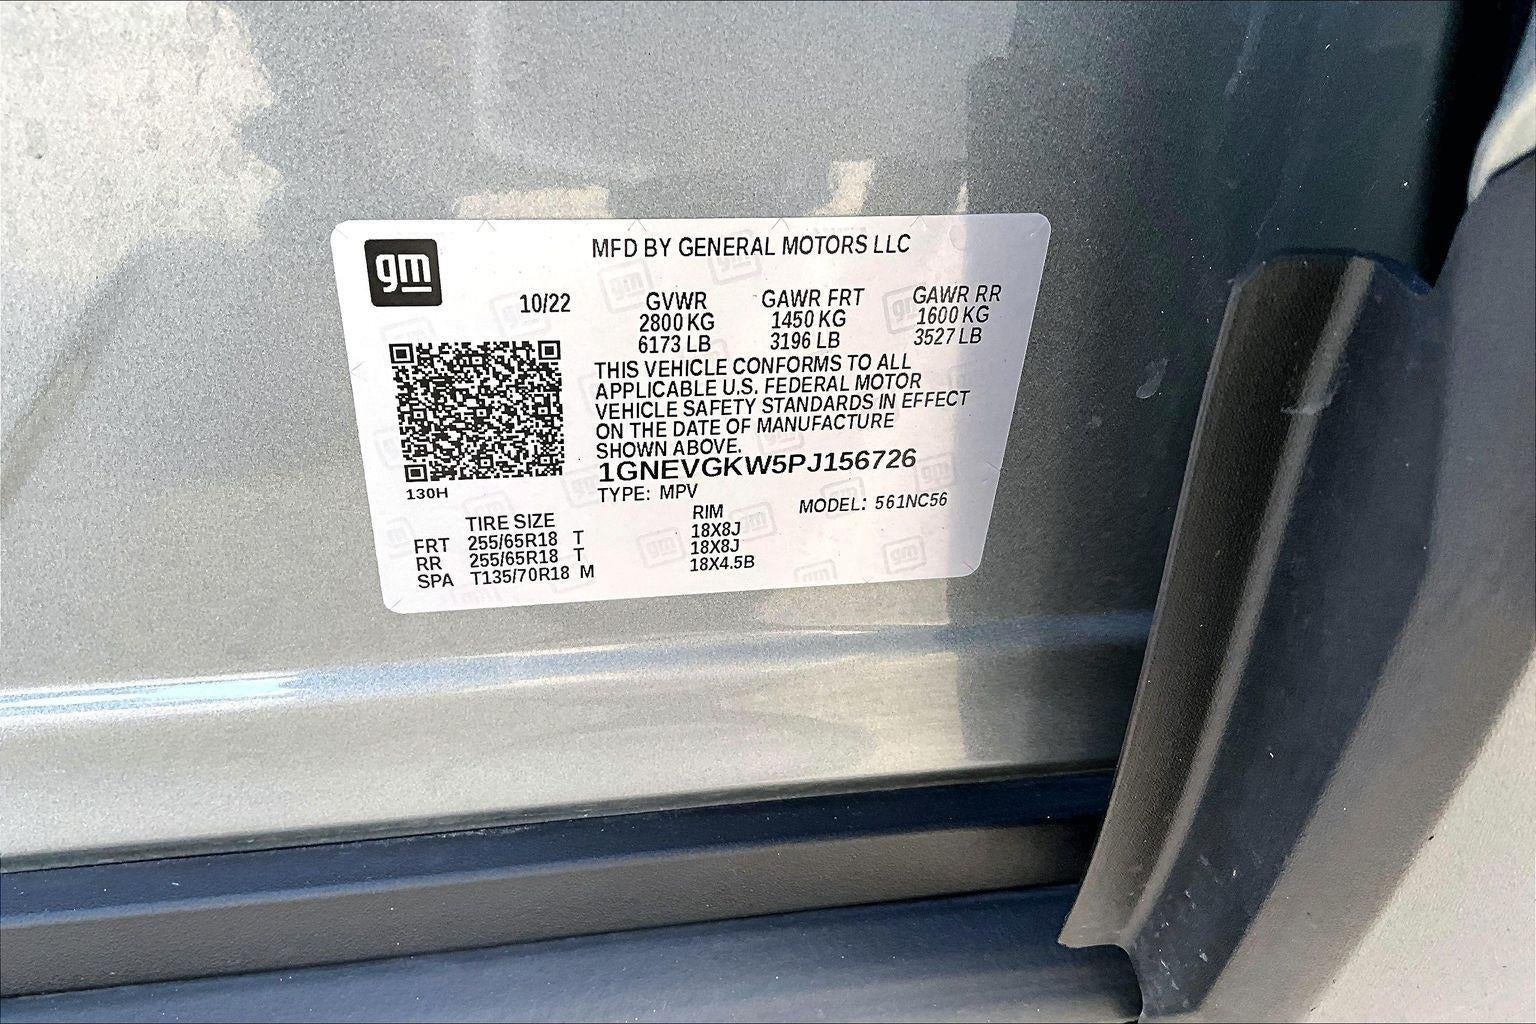 gm
MFD BY GENERAL MOTORS LLC
10/22 GVWR GAWR FRT GAWR RR
2800 KG 1450 KG 1600 KG
6173 LB 3196 LB 3527 LB
THIS VEHICLE CONFORMS TO ALL
APPLICABLE U.S. FEDERAL MOTOR
VEHICLE SAFETY STANDARDS IN EFFECT
ON THE DATE OF MANUFACTURE
SHOWN ABOVE.
1GNEVGKW5PJ156726
130H
TYPE: MPV MODEL: 561NC56
TIRE SIZE RIM
FRT 255/65R18 T 18X8J
RR 255/65R18 T 18X8J
SPA T135/70R18 M 18X4.5B